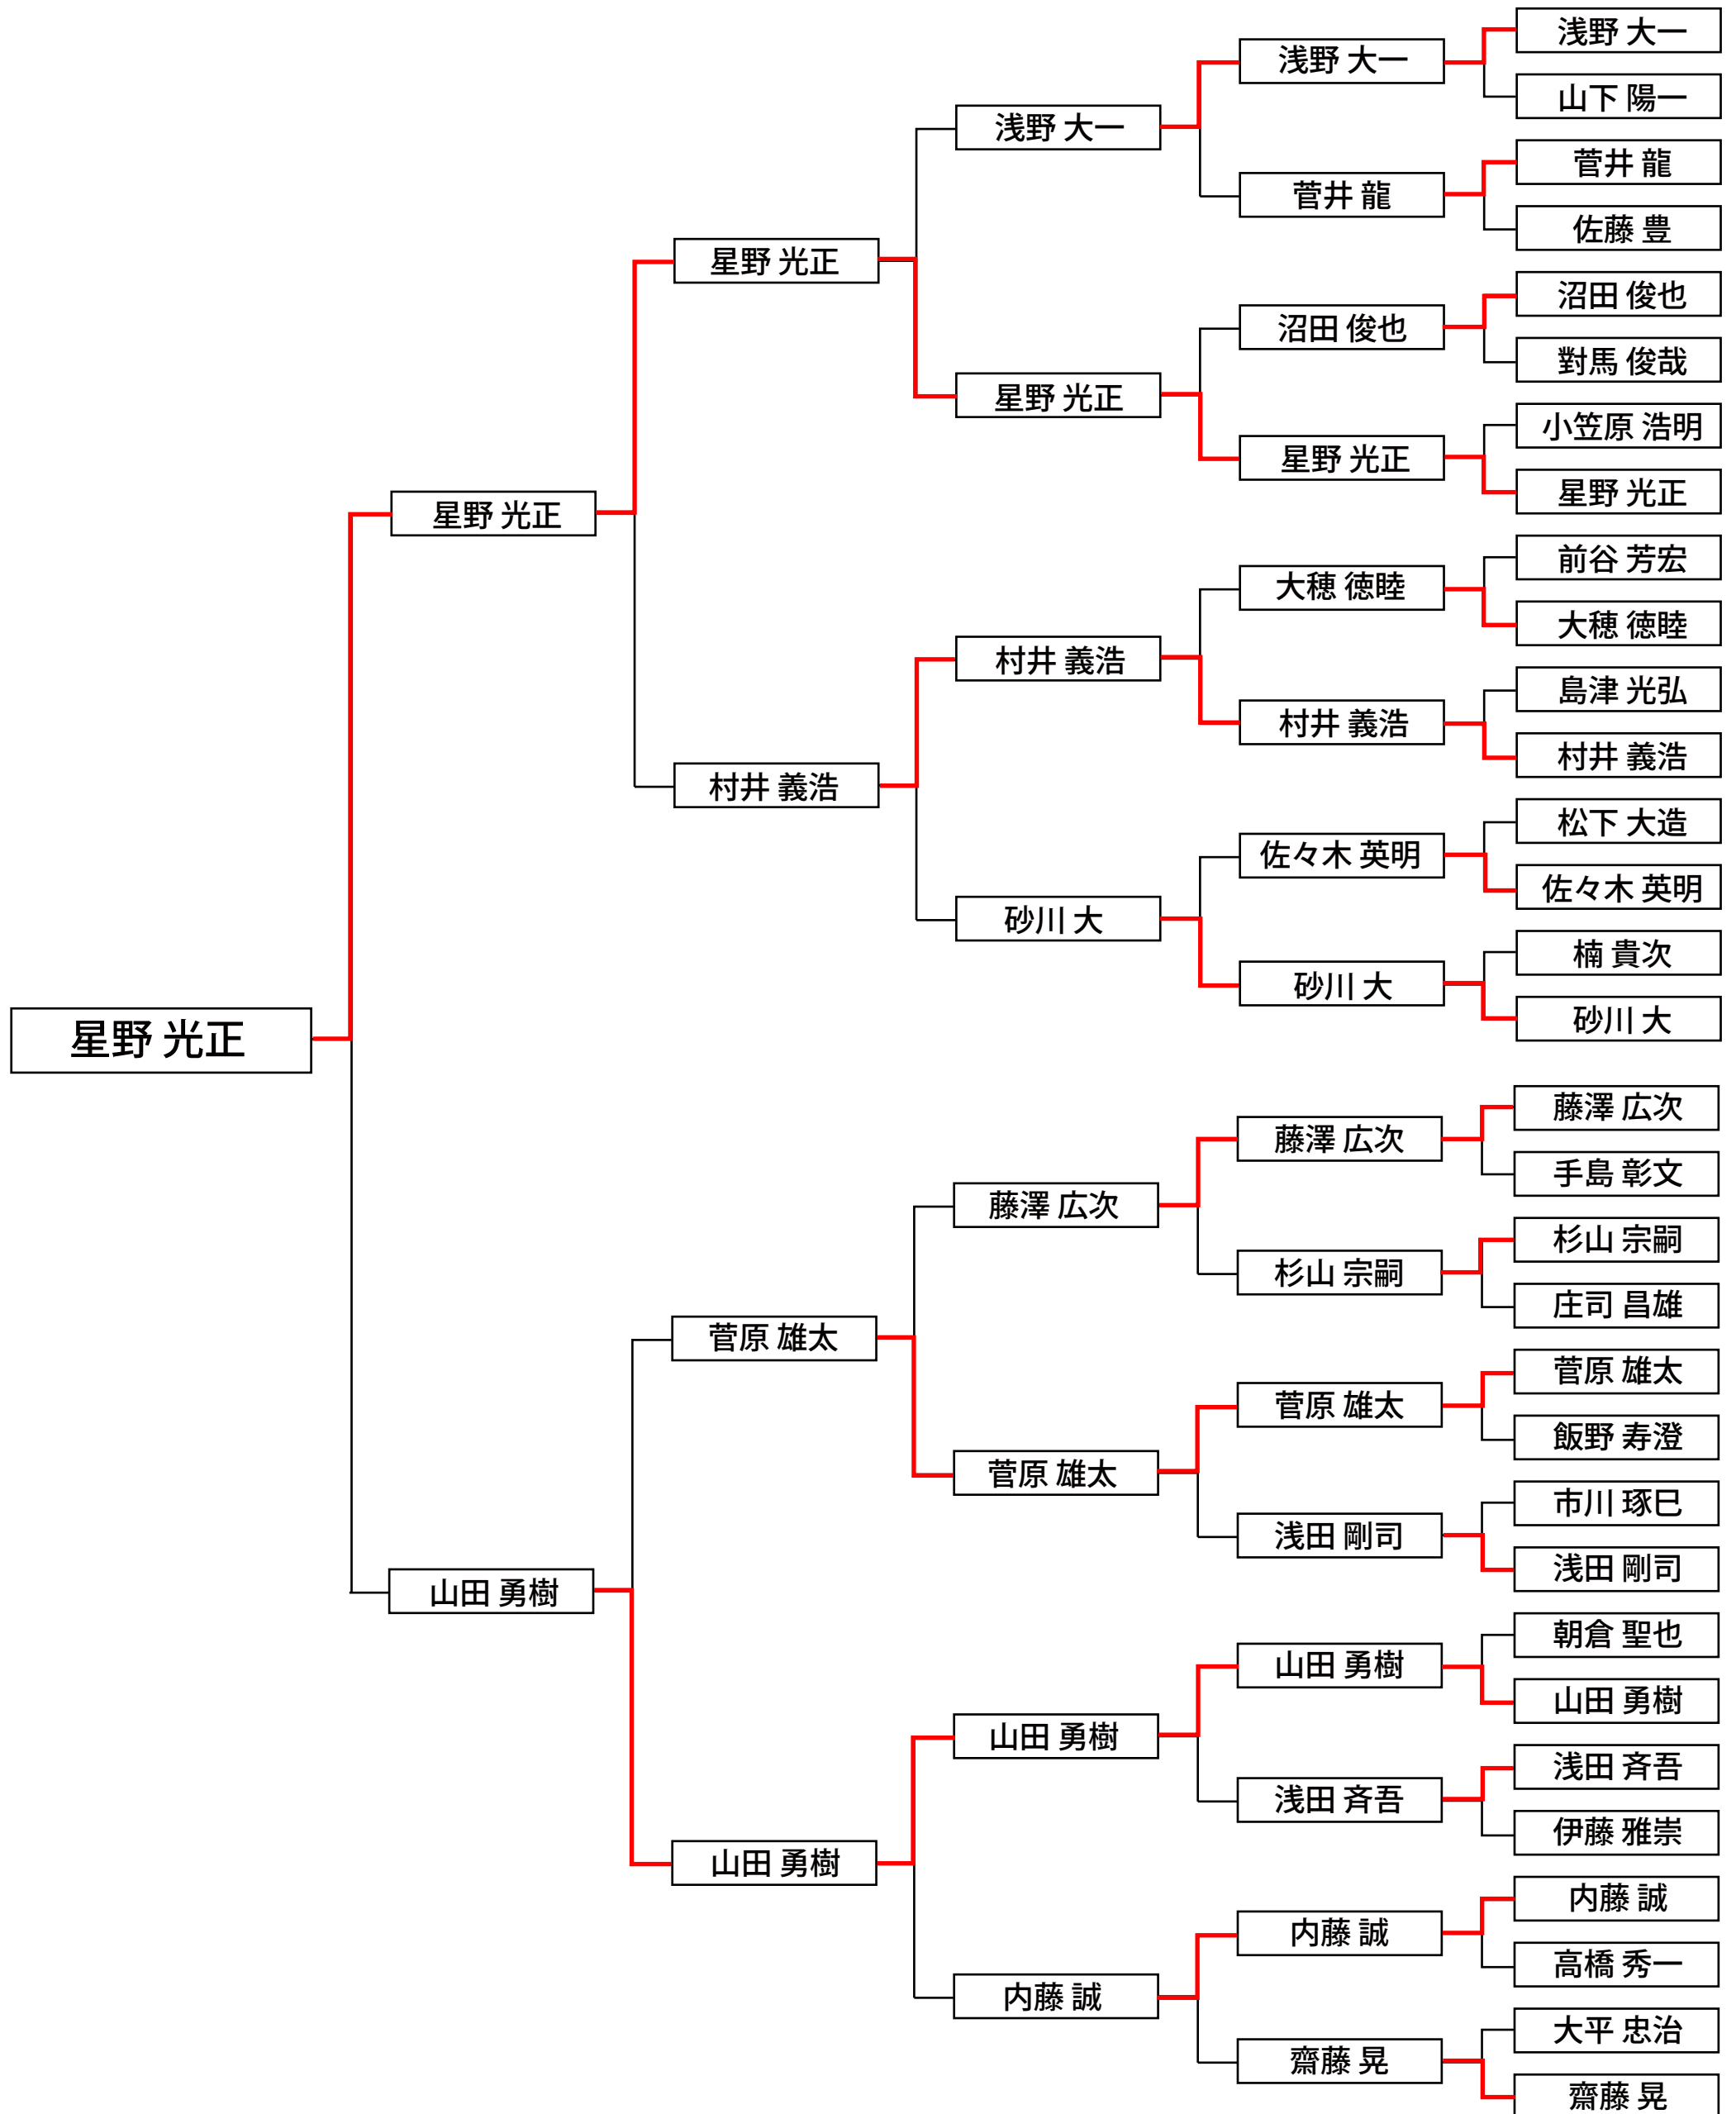 浅野 大一
山下 陽一
菅井 龍
佐藤 豊
沼田 俊也
對馬 俊哉
小笠原 浩明
星野 光正
前谷 芳宏
大穂 徳睦
島津 光弘
村井 義浩
松下 大造
佐々木 英明
楠 貴次
砂川 大
藤澤 広次
手島 彰文
杉山 宗嗣
庄司 昌雄
菅原 雄太
飯野 寿澄
市川 琢巳
浅田 剛司
朝倉 聖也
山田 勇樹
浅田 斉吾
伊藤 雅崇
内藤 誠
高橋 秀一
大平 忠治
齋藤 晃
浅野 大一
菅井 龍
沼田 俊也
星野 光正
大穂 徳睦
村井 義浩
佐々木 英明
砂川 大
藤澤 広次
杉山 宗嗣
菅原 雄太
浅田 剛司
山田 勇樹
浅田 斉吾
内藤 誠
齋藤 晃
浅野 大一
星野 光正
村井 義浩
砂川 大
藤澤 広次
菅原 雄太
山田 勇樹
内藤 誠
星野 光正
村井 義浩
菅原 雄太
山田 勇樹
星野 光正
山田 勇樹
星野 光正